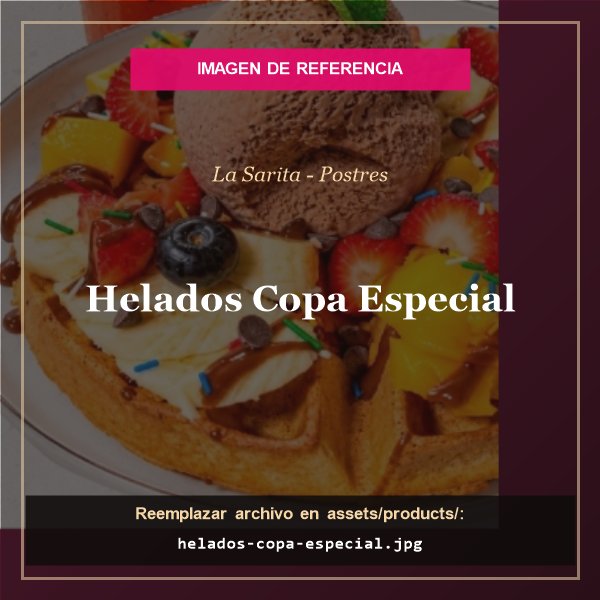 IMAGEN DE REFERENCIA
La Sarita - Postres
Helados Copa Especial
Reemplazar archivo en assets/products/:
helados-copa-especial.jpg